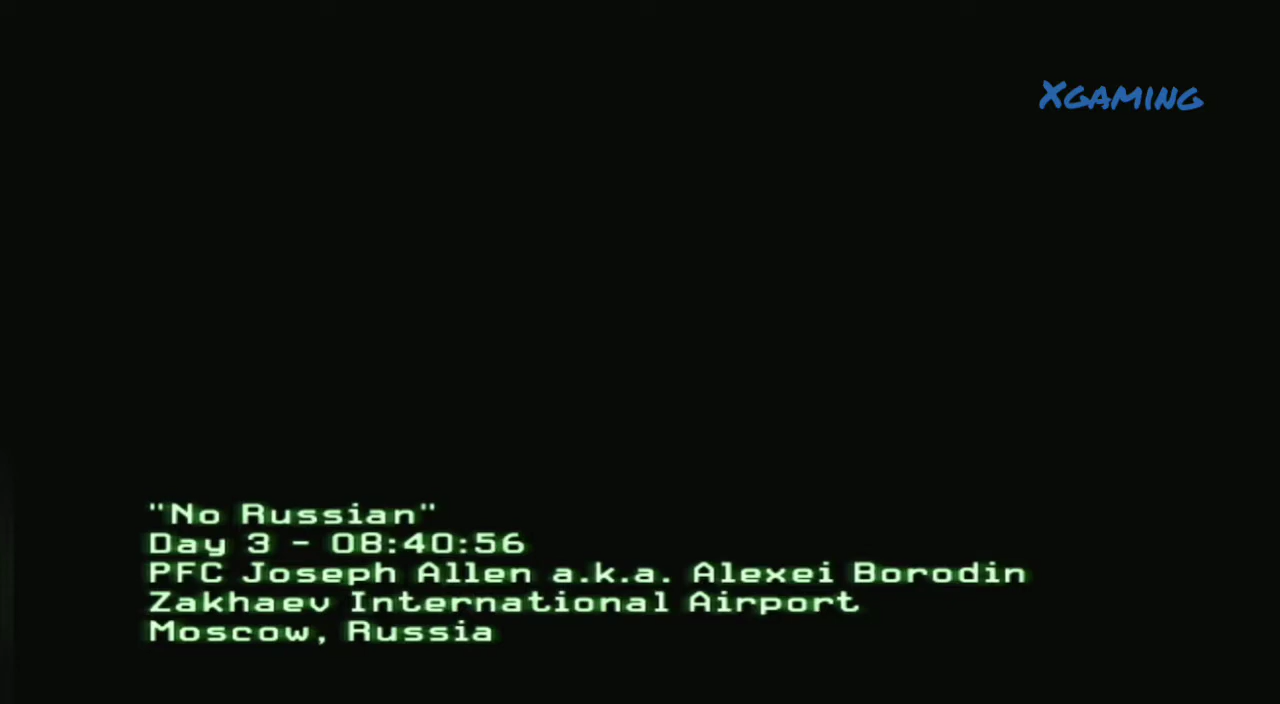 XGAMING
"No Russian"
Day 3 - 08:40:56
PFC Joseph Allen a.k.a. Alexei Borodin
Zakhaev International Airport
Moscow, Russia